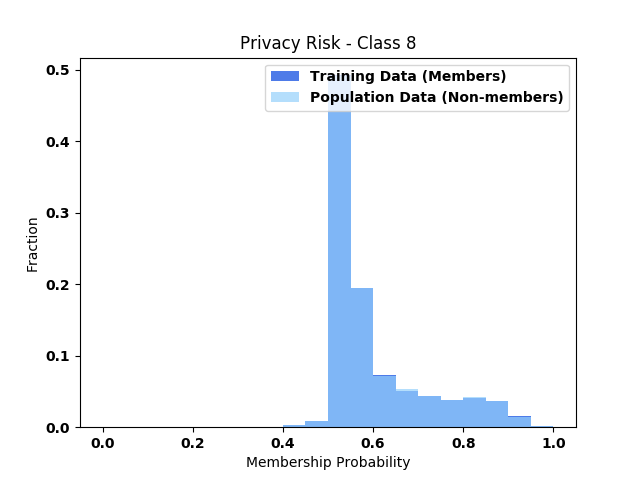 Privacy Risk - Class 8
Training Data (Members)
Population Data (Non-members)
0.5
0.4
0.3
0.2
0.1
0.0
Fraction
0.0 0.2 0.4 0.6 0.8 1.0
Membership Probability